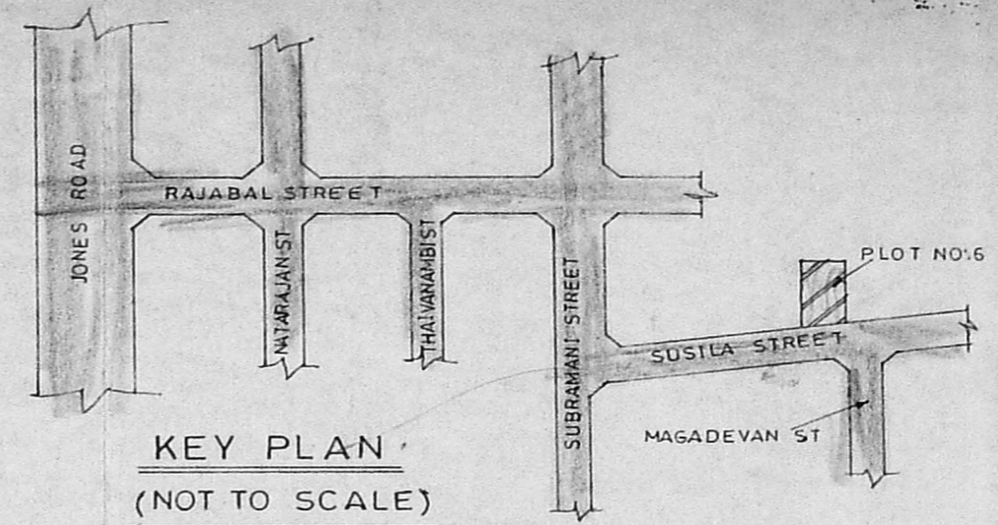 JONES ROAD
RAJABAL STREET
NATARAJAN ST
THAIVANAMBI ST
SUBRAMANI STREET
PLOT NO:6
SUSILA STREET
MAGADEVAN ST
KEY PLAN
(NOT TO SCALE)